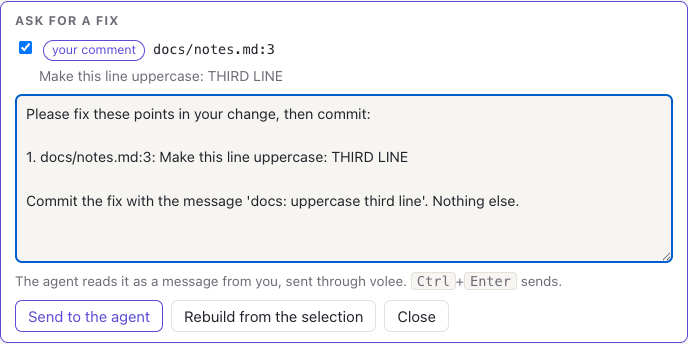 ASK FOR A FIX
your comment docs/notes.md:3
Make this line uppercase: THIRD LINE
Please fix these points in your change, then commit:
1. docs/notes.md:3: Make this line uppercase: THIRD LINE
Commit the fix with the message 'docs: uppercase third line'. Nothing else.
The agent reads it as a message from you, sent through volee. Ctrl+Enter sends.
Send to the agent Rebuild from the selection Close